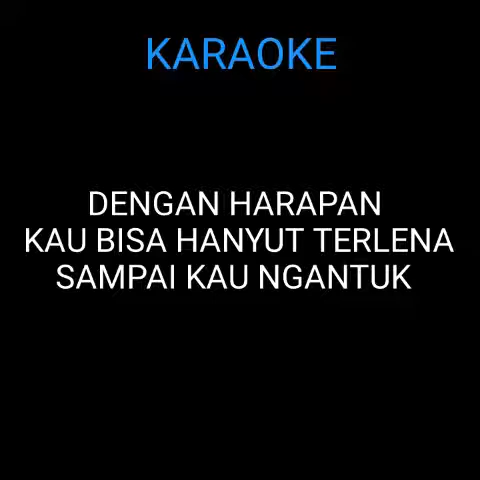 KARAOKE
DENGAN HARAPAN
KAU BISA HANYUT TERLENA
SAMPAI KAU NGANTUK